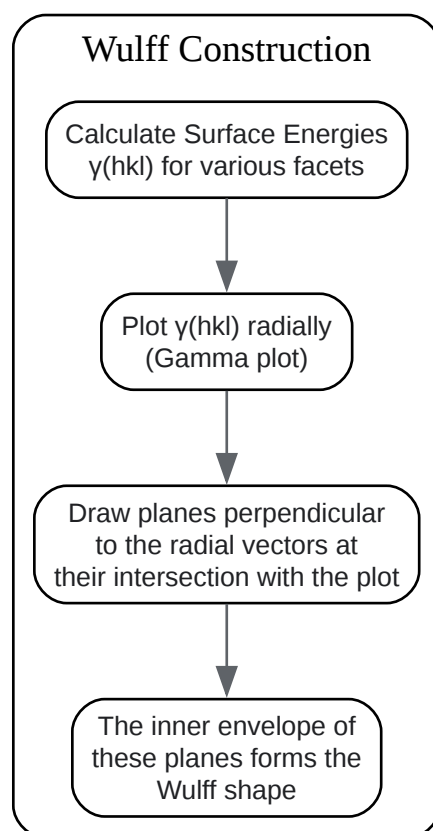 Wulff Construction
Calculate Surface Energies
γ(hkl) for various facets
Plot γ(hkl) radially
(Gamma plot)
Draw planes perpendicular
to the radial vectors at
their intersection with the plot
The inner envelope of
these planes forms the
Wulff shape